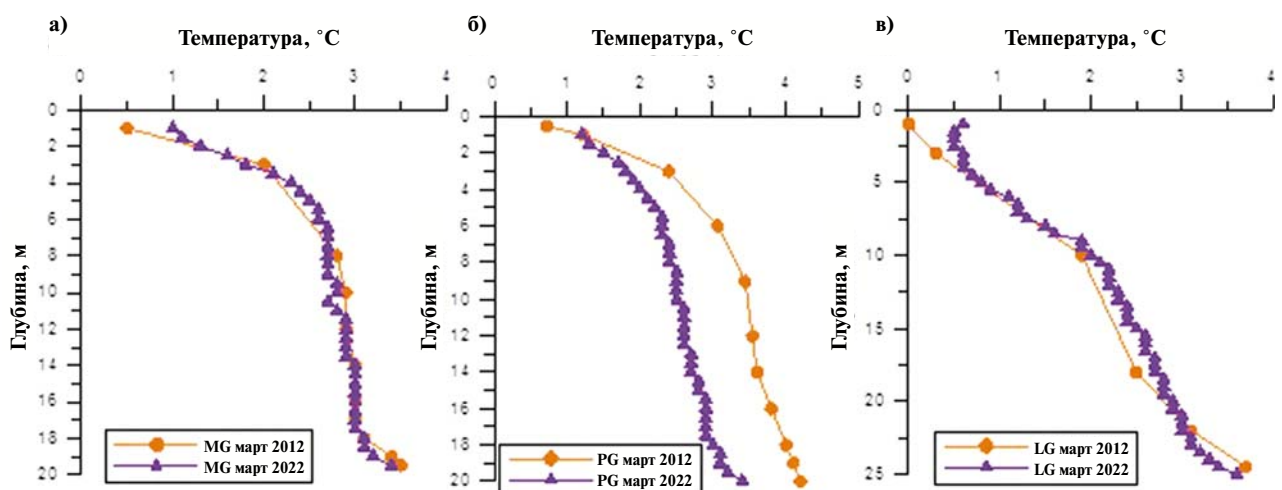 а)
Температура, ˚С
0 1 2 3 4
0
2
4
6
8
10
12
14
16
18
20
Глубина, м
MG март 2012
MG март 2022
б)
Температура, ˚С
0 1 2 3 4 5
0
2
4
6
8
10
12
14
16
18
20
Глубина, м
PG март 2012
PG март 2022
в)
Температура, ˚С
0 1 2 3 4
0
5
10
15
20
25
Глубина, м
LG март 2012
LG март 2022